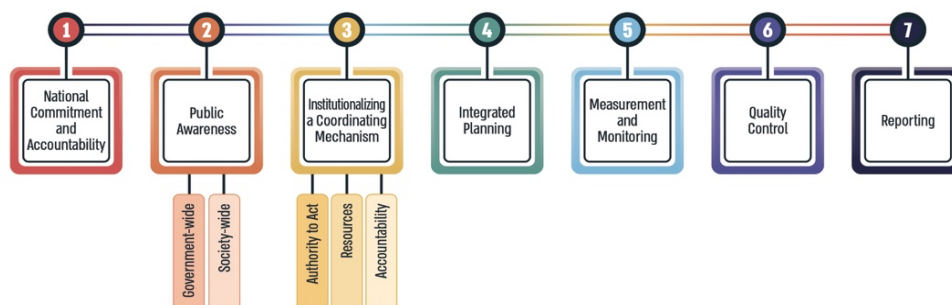 1
2
3
4
5
6
7
National
Commitment
and
Accountability
Public
Awareness
Institutionalizing
a Coordinating
Mechanism
Integrated
Planning
Measurement
and
Monitoring
Quality
Control
Reporting
Government-wide
Society-wide
Authority to Act
Resources
Accountability